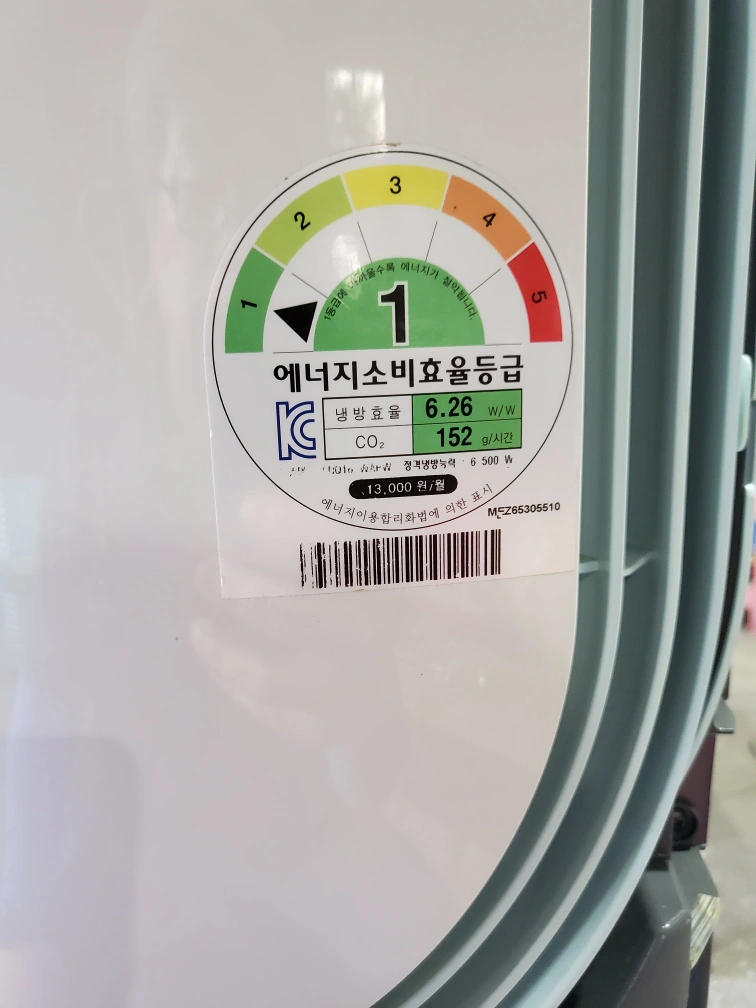 1 2 3 4 5
1등급에 가까울수록 에너지가 절약됩니다.
1
에너지소비효율등급
냉방효율 6.26 W/W
CO₂ 152 g/시간
정격냉방능력 6 500 W
13,000 원/월
에너지이용합리화법에 의한 표시
MEZ65305510